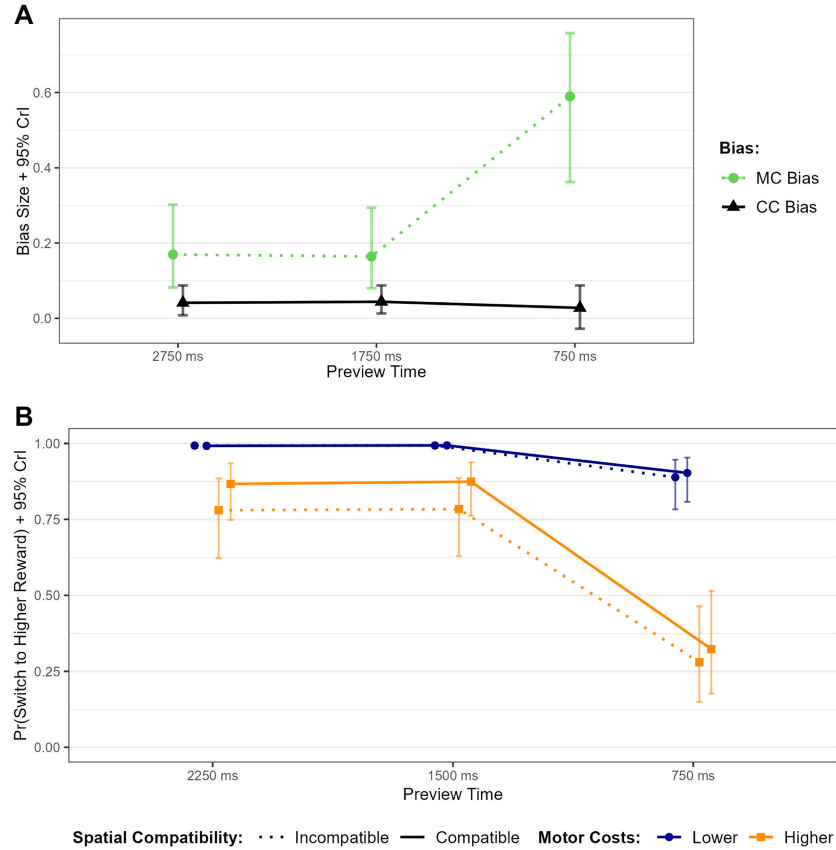 A
Bias Size + 95% CrI
0.6
0.4
0.2
0.0
2750 ms 1750 ms 750 ms
Preview Time
Bias:
MC Bias
CC Bias
B
Pr(Switch to Higher Reward) + 95% CrI
1.00
0.75
0.50
0.25
0.00
2250 ms 1500 ms 750 ms
Preview Time
Spatial Compatibility: Incompatible Compatible Motor Costs: Lower Higher